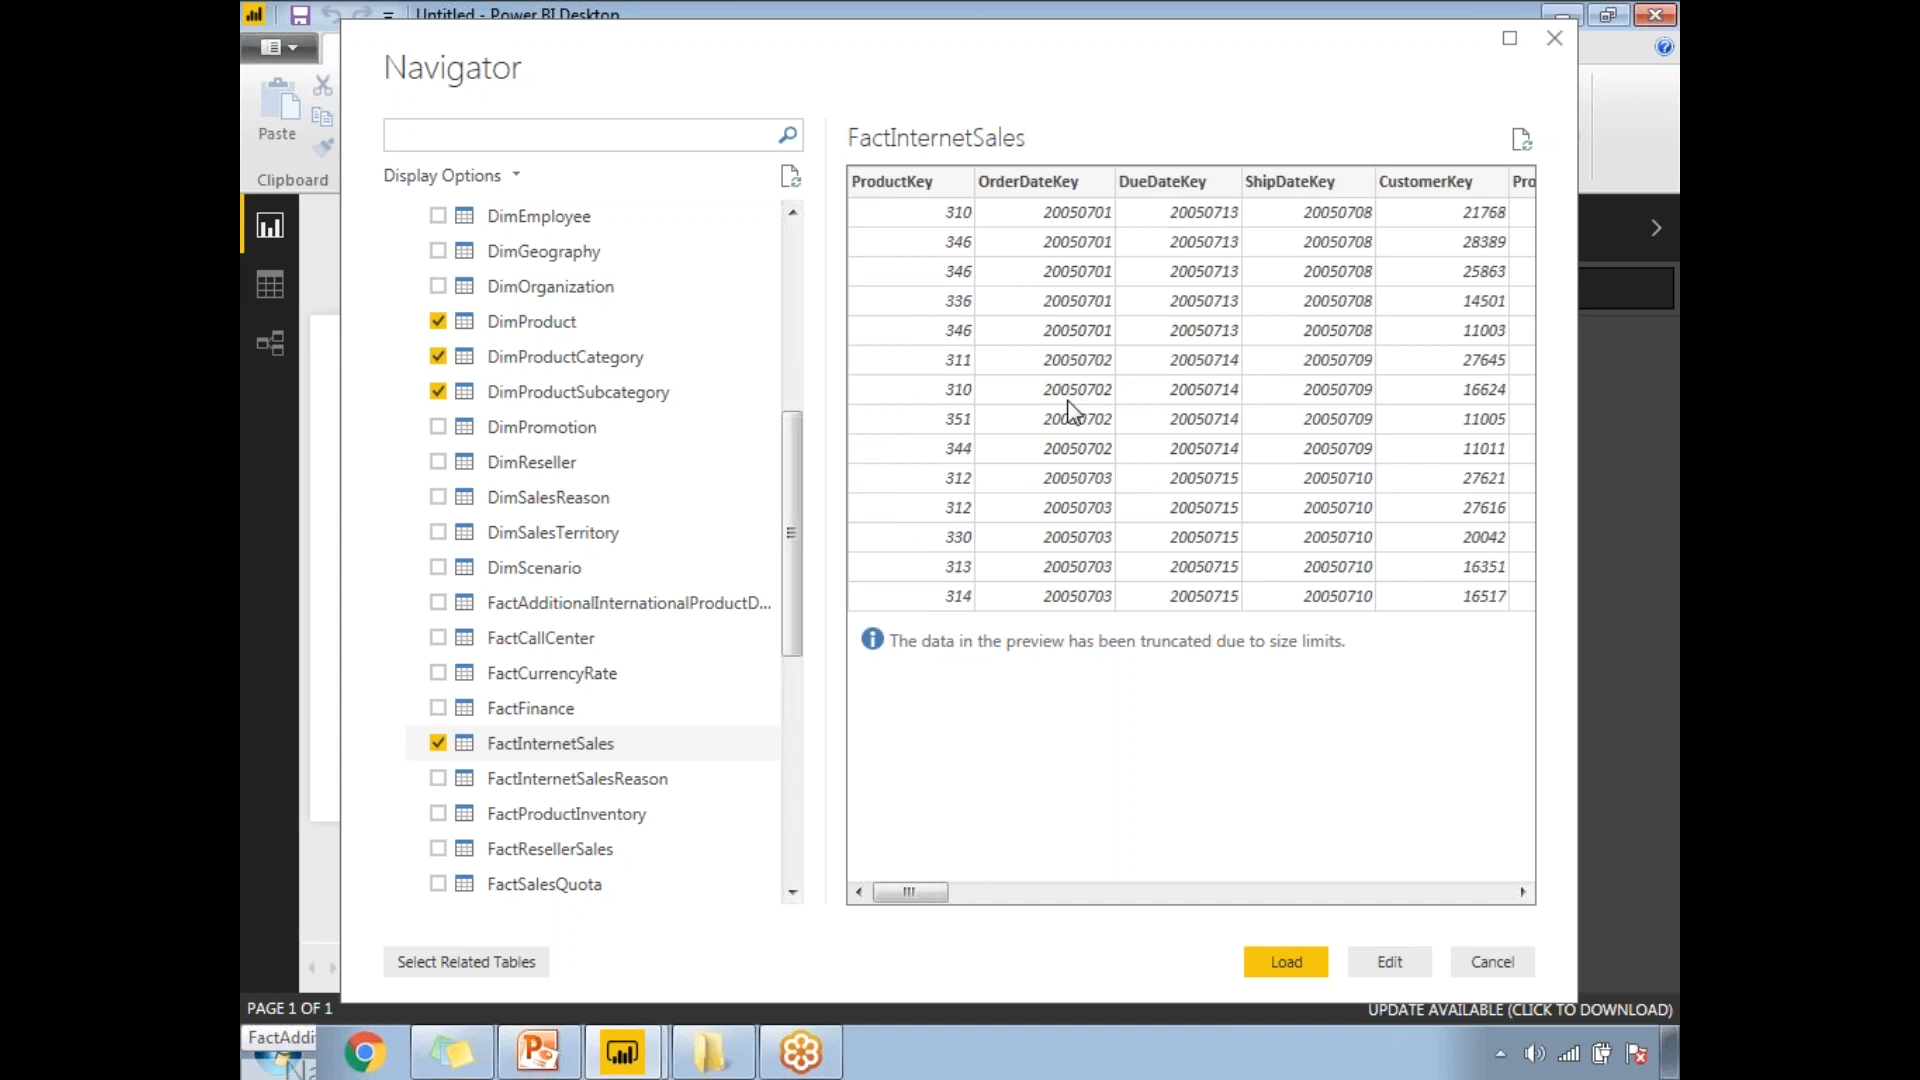 Untitled - Power BI Desktop
Navigator
Paste
Clipboard
Display Options
DimEmployee
DimGeography
DimOrganization
DimProduct
DimProductCategory
DimProductSubcategory
DimPromotion
DimReseller
DimSalesReason
DimSalesTerritory
DimScenario
FactAdditionalInternationalProductD...
FactCallCenter
FactCurrencyRate
FactFinance
FactInternetSales
FactInternetSalesReason
FactProductInventory
FactResellerSales
FactSalesQuota
Select Related Tables
FactInternetSales
ProductKey OrderDateKey DueDateKey ShipDateKey CustomerKey Pro
310 20050701 20050713 20050708 21768
346 20050701 20050713 20050708 28389
346 20050701 20050713 20050708 25863
336 20050701 20050713 20050708 14501
346 20050701 20050713 20050708 11003
311 20050702 20050714 20050709 27645
310 20050702 20050714 20050709 16624
351 20050702 20050714 20050709 11005
344 20050702 20050714 20050709 11011
312 20050703 20050715 20050710 27621
312 20050703 20050715 20050710 27616
330 20050703 20050715 20050710 20042
313 20050703 20050715 20050710 16351
314 20050703 20050715 20050710 16517
The data in the preview has been truncated due to size limits.
Load Edit Cancel
PAGE 1 OF 1
UPDATE AVAILABLE (CLICK TO DOWNLOAD)
FactAddi
Na